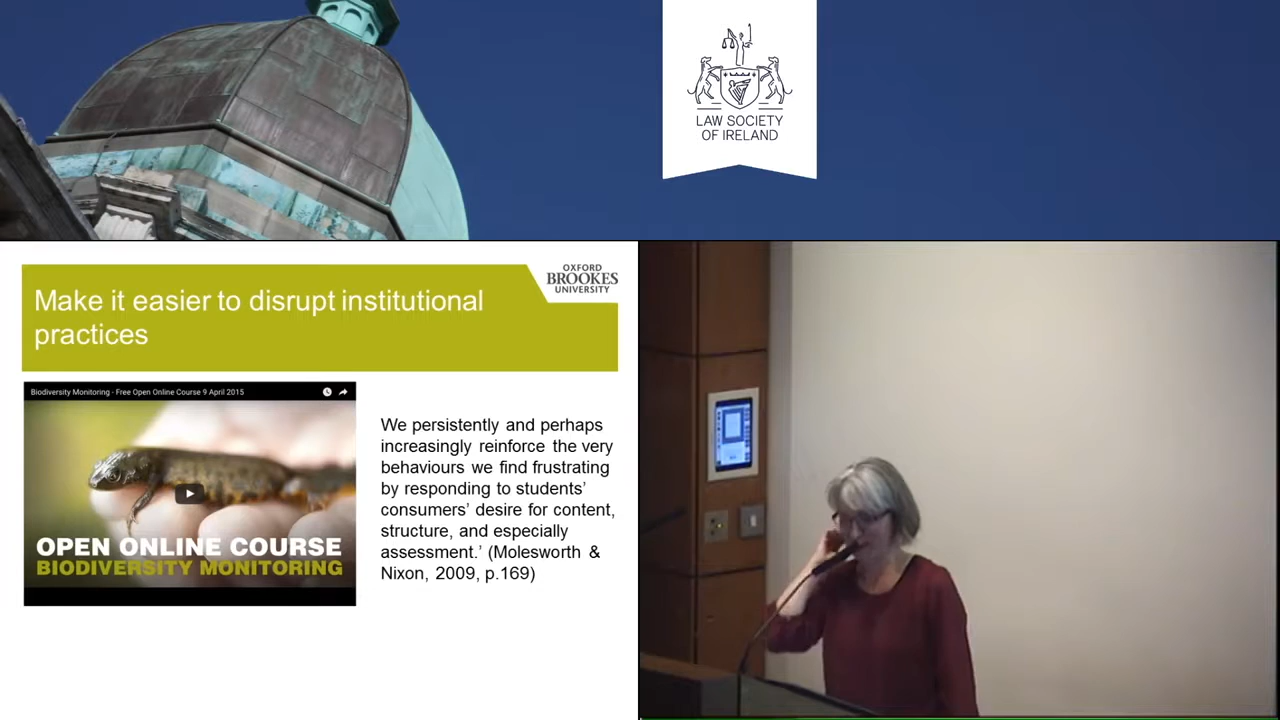 LAW SOCIETY
OF IRELAND
OXFORD
BROOKES
UNIVERSITY
Make it easier to disrupt institutional
practices
Biodiversity Monitoring - Free Open Online Course 9 April 2015
OPEN ONLINE COURSE
BIODIVERSITY MONITORING
We persistently and perhaps
increasingly reinforce the very
behaviours we find frustrating
by responding to students’
consumers’ desire for content,
structure, and especially
assessment.’ (Molesworth &
Nixon, 2009, p.169)